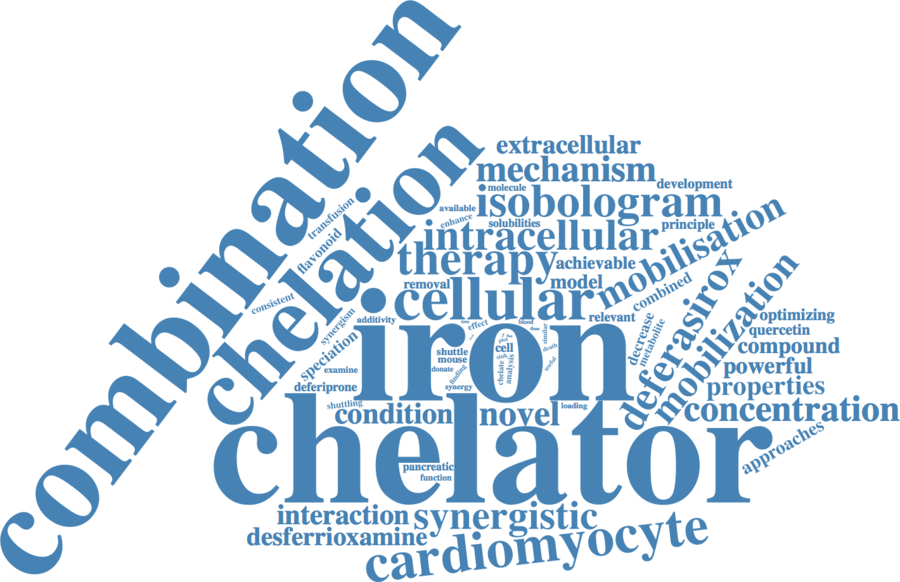 combination
chelation
extracellular
mechanism
molecule
development
isobologram
available
enhance
solubilities
principle
transfusion
flavonoid
intracellular
mobilisation
therapy
achievable
removal
model
combined
cellular
consistent
relevant
deferasirox
mobilization
additivity
effect
blood
iron
synergism
speciation
similar
decrease
metabolite
optimizing
quercetin
compound
cell
shuttle
mouse
death
examine
donate
finding
chelate
analysis
useful
powerful
deferiprone
synergy
properties
shuttling
condition
novel
loading
concentration
chelator
approaches
pancreatic
function
interaction
synergistic
desferrioxamine
cardiomyocyte